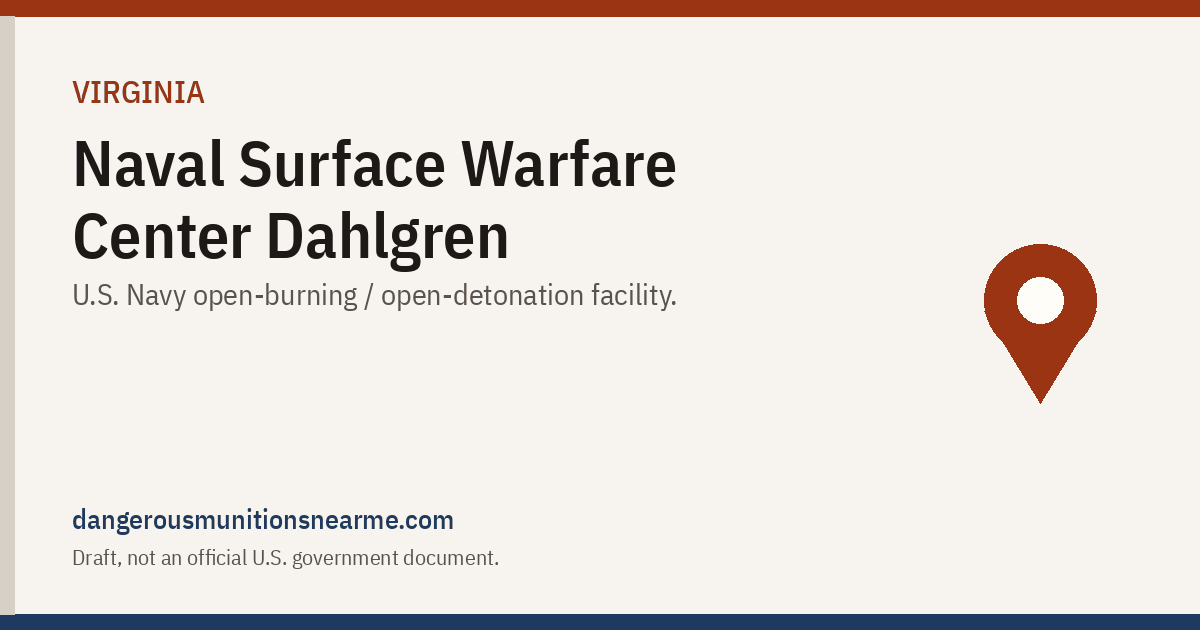 VIRGINIA
Naval Surface Warfare
Center Dahlgren
U.S. Navy open-burning / open-detonation facility.
dangerousmunitionsnearme.com
Draft, not an official U.S. government document.